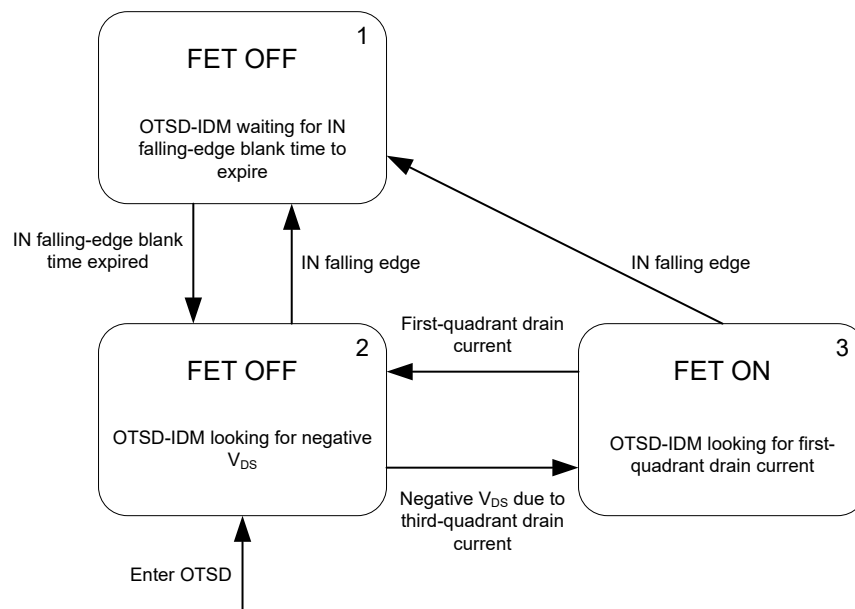 1
FET OFF
OTSD-IDM waiting for IN
falling-edge blank time to
expire
IN falling-edge blank
time expired
IN falling edge
IN falling edge
First-quadrant drain
current
2
FET OFF
OTSD-IDM looking for negative
VDS
3
FET ON
OTSD-IDM looking for first-
quadrant drain current
Negative VDS due to
third-quadrant drain
current
Enter OTSD